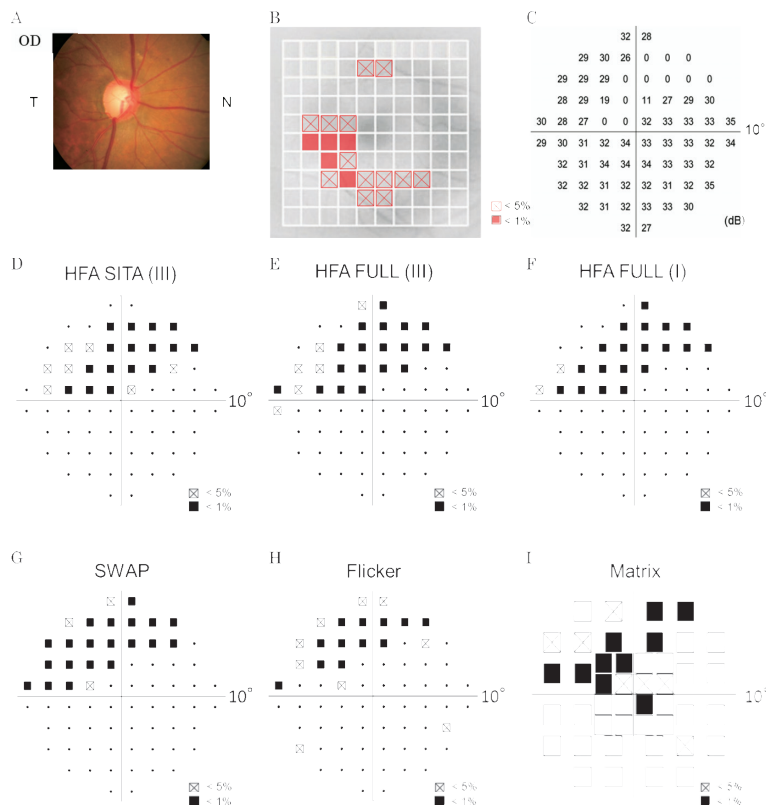 A
OD
T
N
B
< 5%
< 1%
C
32 28
29 30 26 0 0 0
29 29 0 0 0 0 0 0
28 29 19 0 11 27 29 30
30 28 27 0 0 32 33 33 33 35
10°
29 30 31 32 34 33 33 33 32 34
32 31 34 34 34 33 33 32
32 32 31 32 32 31 32 35
32 31 32 33 33 30
32 27
(dB)
D
HFA SITA (III)
10°
< 5%
< 1%
E
HFA FULL (III)
10°
< 5%
< 1%
F
HFA FULL (I)
10°
< 5%
< 1%
G
SWAP
10°
< 5%
< 1%
H
Flicker
10°
< 5%
< 1%
I
Matrix
10°
< 5%
< 1%